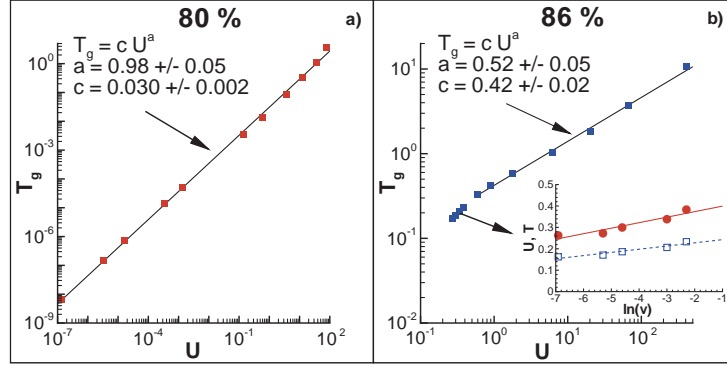 80 %
a)
T_g = c U^a
a = 0.98 +/- 0.05
c = 0.030 +/- 0.002
10^0
10^-3
10^-6
10^-9
T_g
10^-7
10^-4
10^-1
10^2
U
86 %
b)
T_g = c U^a
a = 0.52 +/- 0.05
c = 0.42 +/- 0.02
10^1
10^0
10^-1
10^-2
T_g
10^-1
10^0
10^1
10^2
U
0.5
0.4
0.3
0.2
0.1
0
U, T
-7
-6
-5
-4
-3
-2
-1
ln(v)